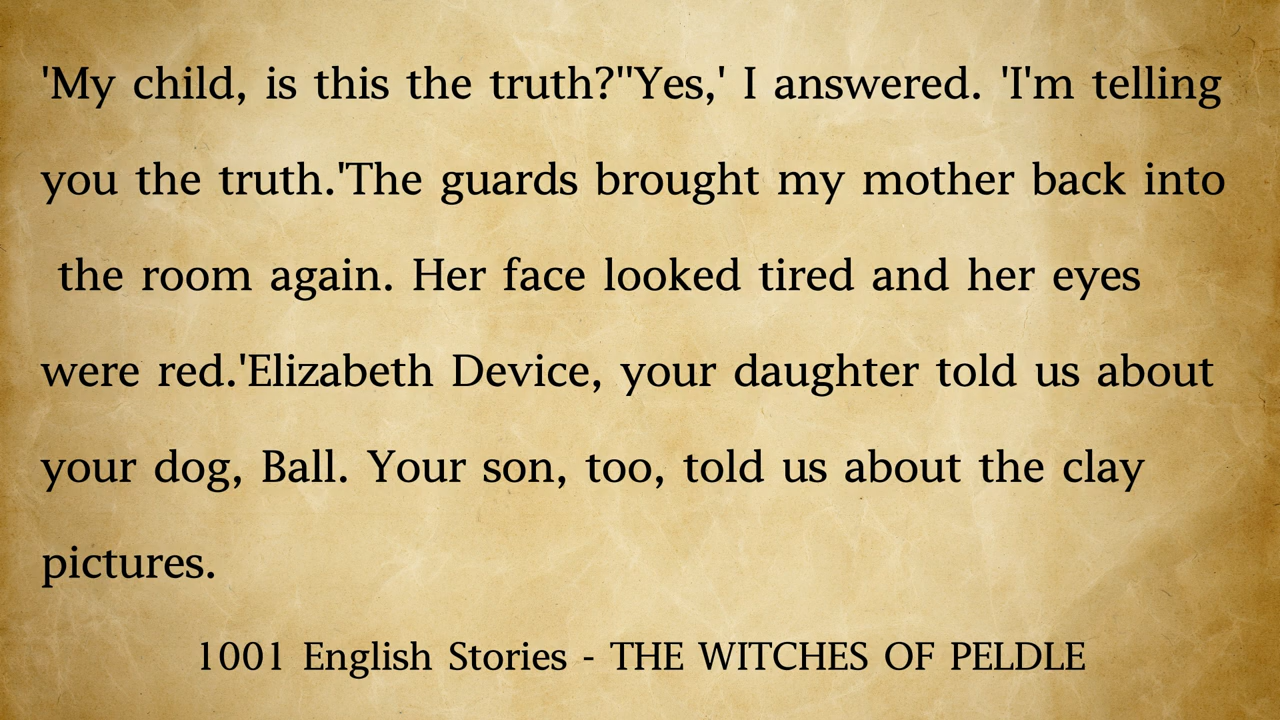 'My child, is this the truth?''Yes,' I answered. 'I'm telling
you the truth.'The guards brought my mother back into
the room again. Her face looked tired and her eyes
were red.'Elizabeth Device, your daughter told us about
your dog, Ball. Your son, too, told us about the clay
pictures.
1001 English Stories - THE WITCHES OF PELDLE